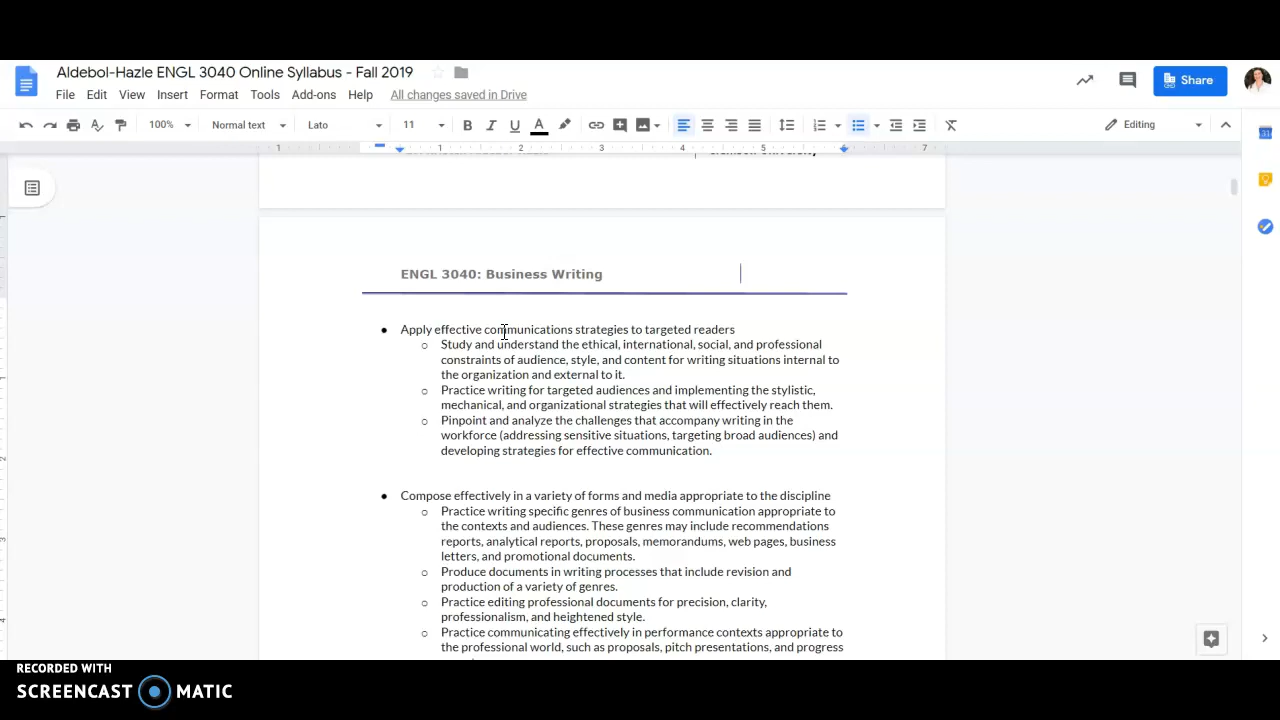 Aldebol-Hazle ENGL 3040 Online Syllabus - Fall 2019
File Edit View Insert Format Tools Add-ons Help All changes saved in Drive
Share
100% Normal text Lato 11 B I U A Editing
1 1 2 3 4 5 7
ENGL 3040: Business Writing
● Apply effective communications strategies to targeted readers
○ Study and understand the ethical, international, social, and professional
constraints of audience, style, and content for writing situations internal to
the organization and external to it.
○ Practice writing for targeted audiences and implementing the stylistic,
mechanical, and organizational strategies that will effectively reach them.
○ Pinpoint and analyze the challenges that accompany writing in the
workforce (addressing sensitive situations, targeting broad audiences) and
developing strategies for effective communication.
● Compose effectively in a variety of forms and media appropriate to the discipline
○ Practice writing specific genres of business communication appropriate to
the contexts and audiences. These genres may include recommendations
reports, analytical reports, proposals, memorandums, web pages, business
letters, and promotional documents.
○ Produce documents in writing processes that include revision and
production of a variety of genres.
○ Practice editing professional documents for precision, clarity,
professionalism, and heightened style.
○ Practice communicating effectively in performance contexts appropriate to
the professional world, such as proposals, pitch presentations, and progress
RECORDED WITH
SCREENCAST MATIC